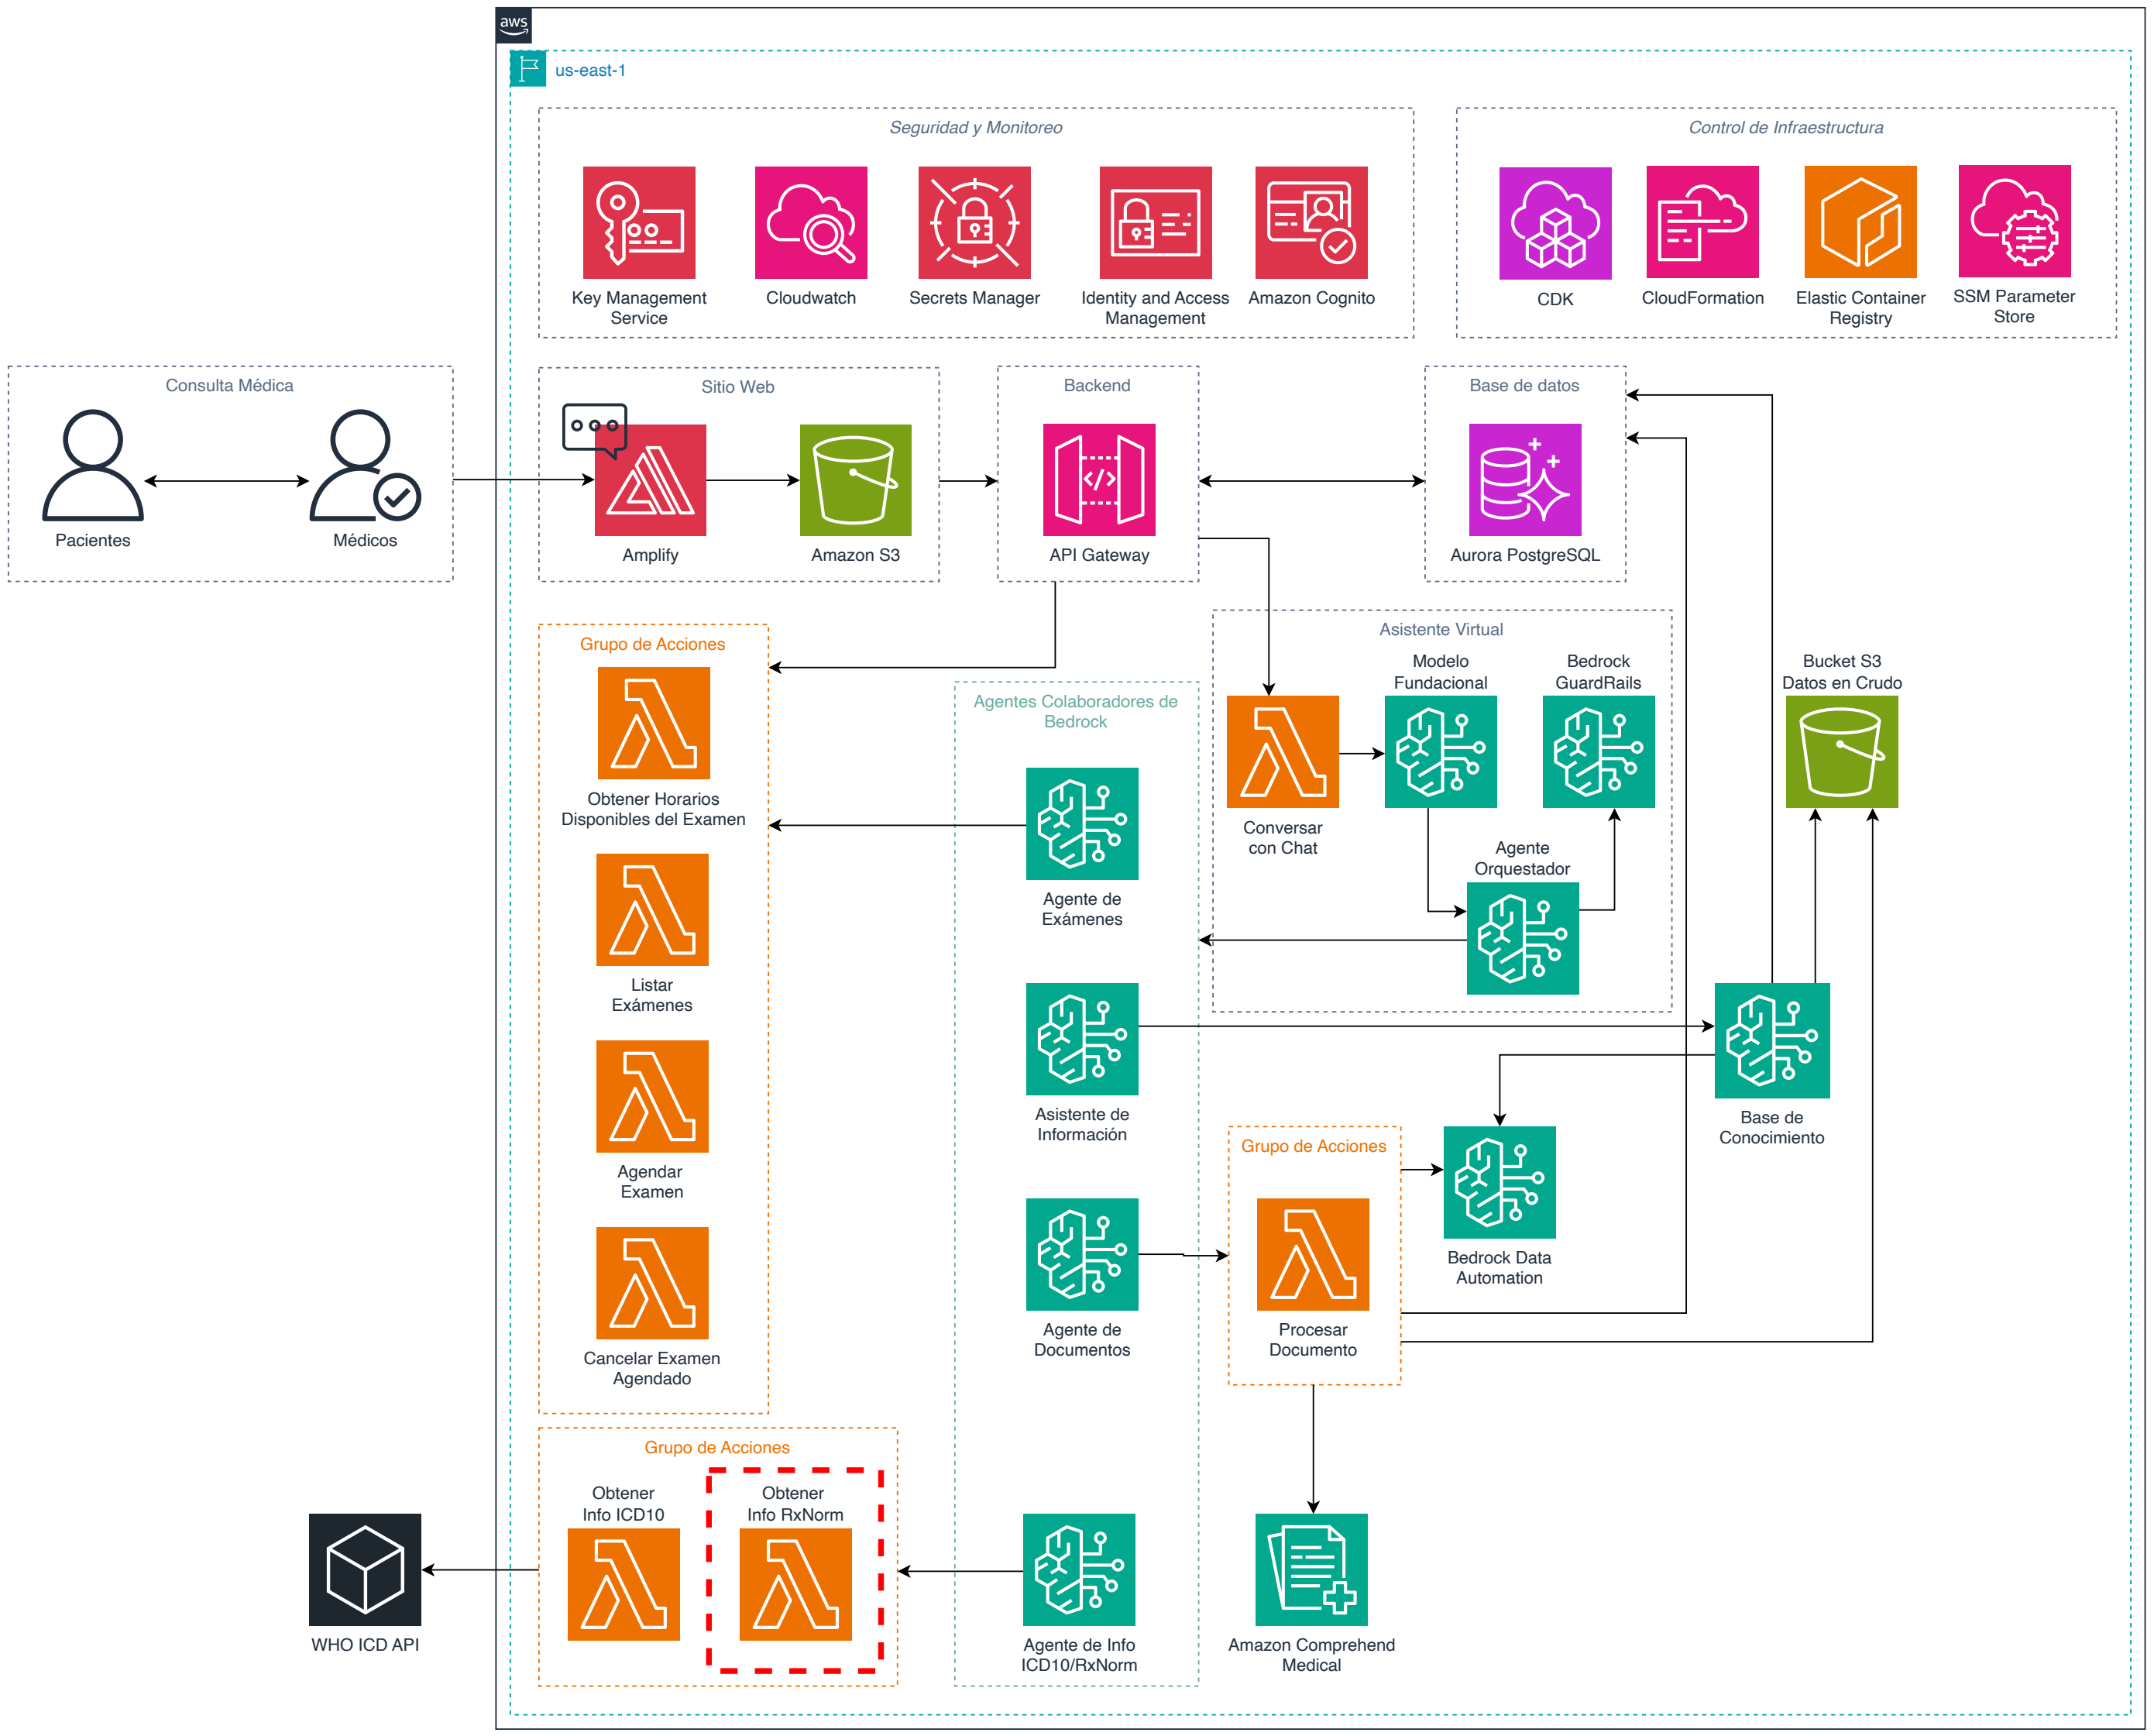 aws
us-east-1
Seguridad y Monitoreo
Key Management
Service
Cloudwatch
Secrets Manager
Identity and Access
Management
Amazon Cognito
Control de Infraestructura
CDK
CloudFormation
Elastic Container
Registry
SSM Parameter
Store
Consulta Médica
Pacientes
Médicos
Sitio Web
Amplify
Amazon S3
Backend
API Gateway
Base de datos
Aurora PostgreSQL
Grupo de Acciones
Obtener Horarios
Disponibles del Examen
Listar
Exámenes
Agendar
Examen
Cancelar Examen
Agendado
Agentes Colaboradores de
Bedrock
Agente de
Exámenes
Asistente de
Información
Agente de
Documentos
Agente de Info
ICD10/RxNorm
Asistente Virtual
Conversar
con Chat
Modelo
Fundacional
Bedrock
GuardRails
Agente
Orquestador
Bucket S3
Datos en Crudo
Base de
Conocimiento
Grupo de Acciones
Procesar
Documento
Bedrock Data
Automation
Amazon Comprehend
Medical
Grupo de Acciones
Obtener
Info ICD10
Obtener
Info RxNorm
WHO ICD API